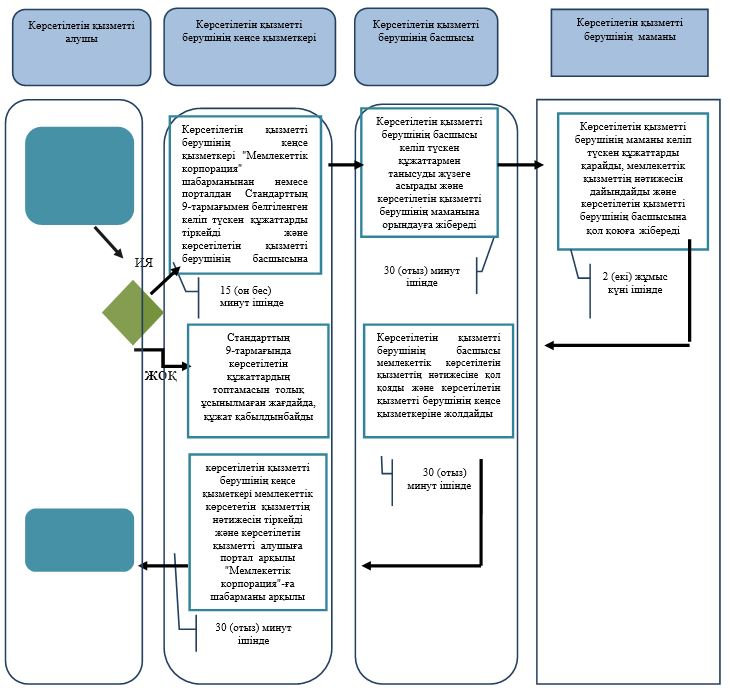 Көрсетілетін қызметті
алушы
Көрсетілетін қызметті
берушінің кеңсе қызметкері
Көрсетілетін қызметті
берушінің басшысы
Көрсетілетін қызметті
берушінің маманы
Көрсетілетін қызметті
берушінің кеңсе
қызметкері "Мемлекеттік
корпорация"
шабарманынан немесе
порталдан Стандарттың
9-тармағымен белгіленген
келіп түскен құжаттарды
тіркейді және
көрсетілетін қызметті
берушінің басшысына
Көрсетілетін қызметті
берушінің басшысы
келіп түскен
құжаттармен
танысуды жүзеге
асырады және
көрсетілетін қызметті
берушінің маманына
орындауға жібереді
Көрсетілетін қызметті
берушінің маманы келіп
түскен құжаттарды
қарайды, мемлекеттік
қызметтің нәтижесін
дайындайды және
көрсетілетін қызметті
берушінің басшысына
қол қоюға жібереді
ИЯ
15 (он бес)
минут ішінде
30 (отыз) минут
ішінде
2 (екі) жұмыс
күні ішінде
ЖОҚ
Стандарттың
9-тармағында
көрсетілетін
құжаттардың
топтамасын толық
ұсынылмаған жағдайда,
құжат қабылдынбайды
Көрсетілетін қызметті
берушінің басшысы
мемлекеттік көрсетілетін
қызметтің нәтижесіне қол
қояды және көрсетілетін
қызметті берушінің кеңсе
қызметкеріне жолдайды
30 (отыз)
минут ішінде
көрсетілетін қызметті
берушінің кеңсе
қызметкері мемлекеттік
көрсететін қызметтің
нәтижесін тіркейді
және көрсетілетін
қызметті алушыға
портал арқылы
"Мемлекеттік
корпорация"-ға
шабарманы арқылы
30 (отыз) минут
ішінде